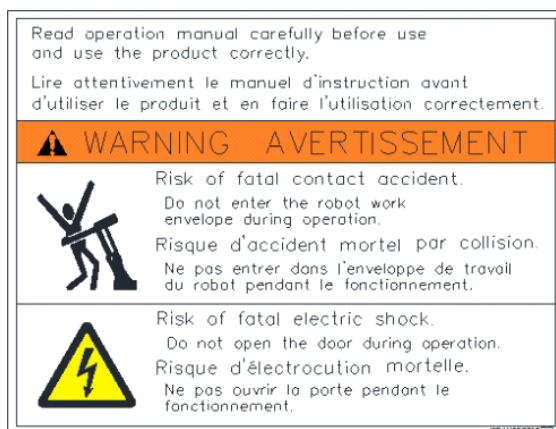 Read operation manual carefully before use
and use the product correctly.
Lire attentivement le manuel d'instruction avant
d'utiliser le produit et en faire l'utilisation correctement.
WARNING AVERTISSEMENT
Risk of fatal contact accident.
Do not enter the robot work
envelope during operation.
Risque d'accident mortel par collision.
Ne pas entrer dans l'enveloppe de travail
du robot pendant le fonctionnement.
Risk of fatal electric shock.
Do not open the door during operation.
Risque d'électrocution mortelle.
Ne pas ouvrir la porte pendant le
fonctionnement.